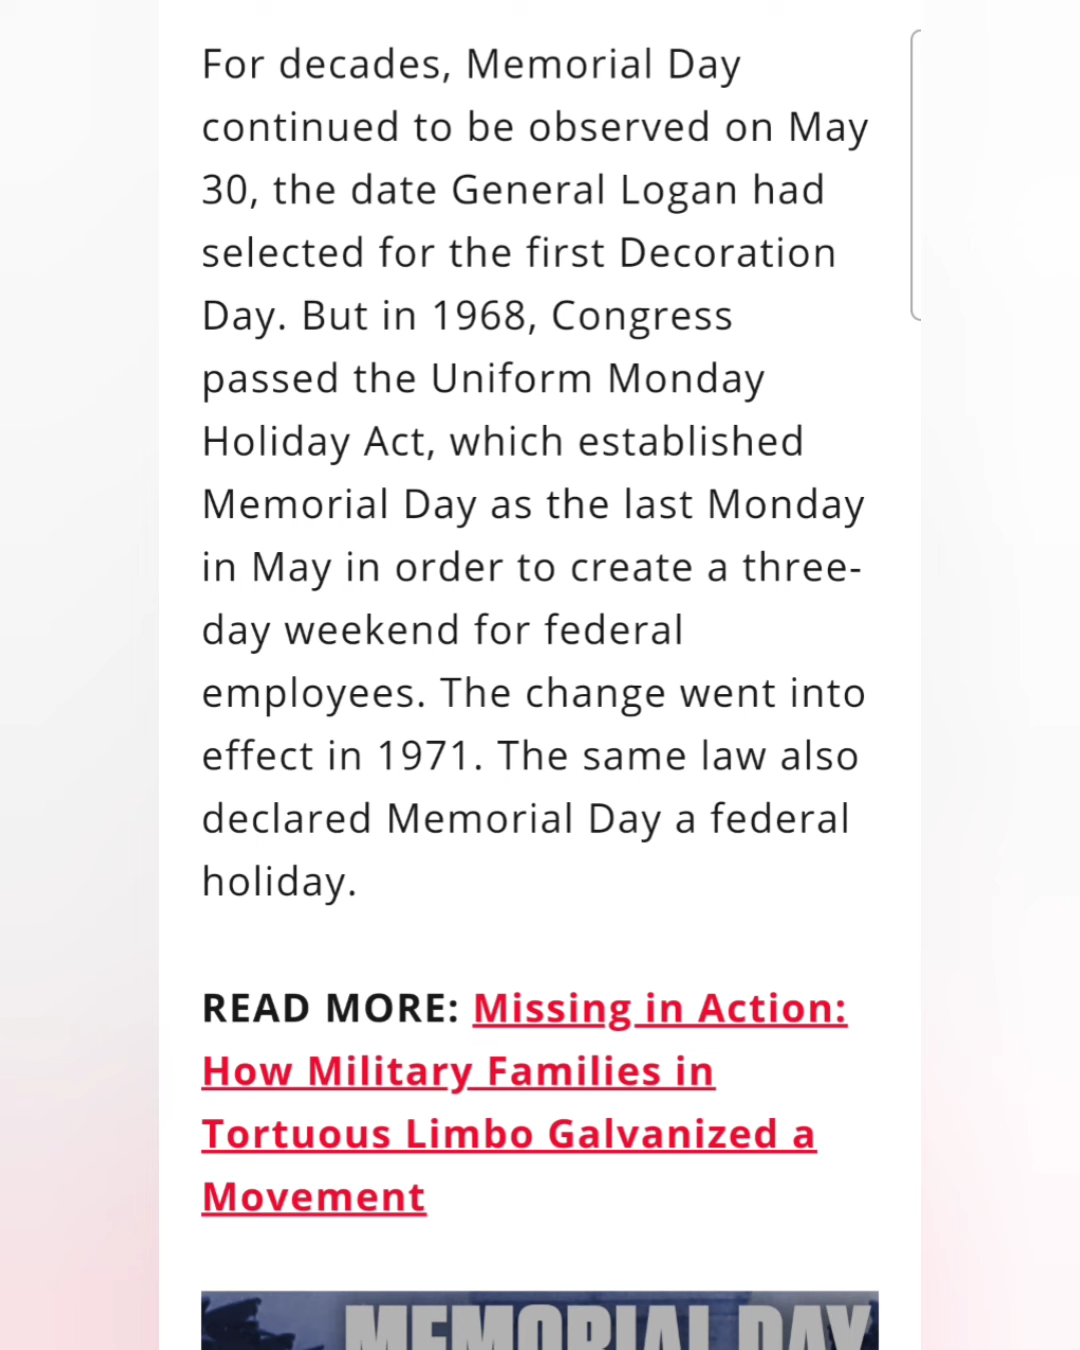 For decades, Memorial Day
continued to be observed on May
30, the date General Logan had
selected for the first Decoration
Day. But in 1968, Congress
passed the Uniform Monday
Holiday Act, which established
Memorial Day as the last Monday
in May in order to create a three-
day weekend for federal
employees. The change went into
effect in 1971. The same law also
declared Memorial Day a federal
holiday.
READ MORE: Missing in Action:
How Military Families in
Tortuous Limbo Galvanized a
Movement
MEMORIAL DAY